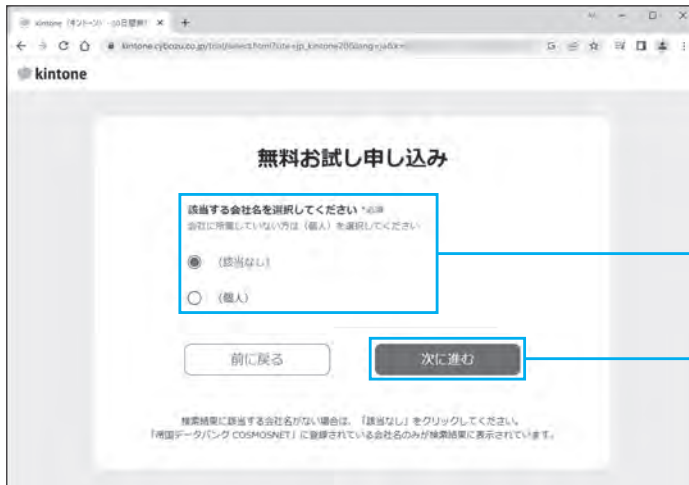 kintone
無料お試し申し込み
該当する会社名を選択してください *必須
会社に所属していない方は（個人）を選択してください
（該当なし）
（個人）
前に戻る
次に進む
検索結果に該当する会社名がない場合は、「該当なし」をクリックしてください。
「帝国データバンク COSMOSNET」に登録されている会社名のみが検索結果に表示されています。